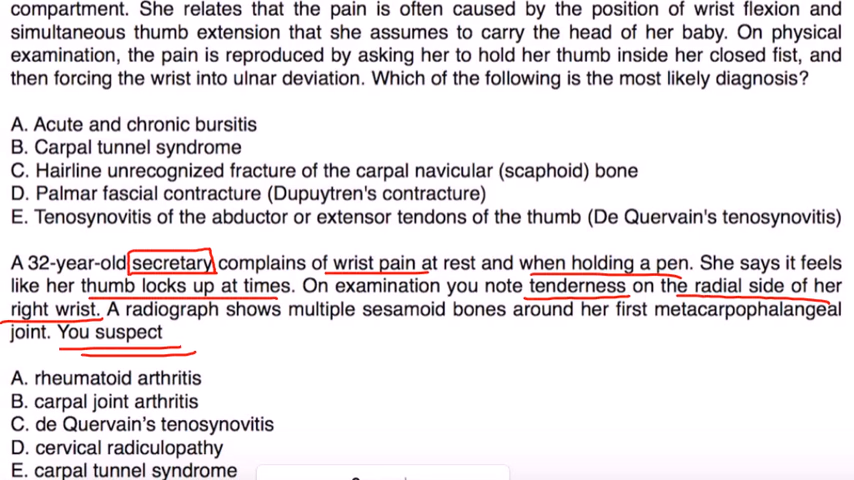 compartment. She relates that the pain is often caused by the position of wrist flexion and
simultaneous thumb extension that she assumes to carry the head of her baby. On physical
examination, the pain is reproduced by asking her to hold her thumb inside her closed fist, and
then forcing the wrist into ulnar deviation. Which of the following is the most likely diagnosis?
A. Acute and chronic bursitis
B. Carpal tunnel syndrome
C. Hairline unrecognized fracture of the carpal navicular (scaphoid) bone
D. Palmar fascial contracture (Dupuytren's contracture)
E. Tenosynovitis of the abductor or extensor tendons of the thumb (De Quervain's tenosynovitis)
A 32-year-old secretary complains of wrist pain at rest and when holding a pen. She says it feels
like her thumb locks up at times. On examination you note tenderness on the radial side of her
right wrist. A radiograph shows multiple sesamoid bones around her first metacarpophalangeal
joint. You suspect
A. rheumatoid arthritis
B. carpal joint arthritis
C. de Quervain's tenosynovitis
D. cervical radiculopathy
E. carpal tunnel syndrome